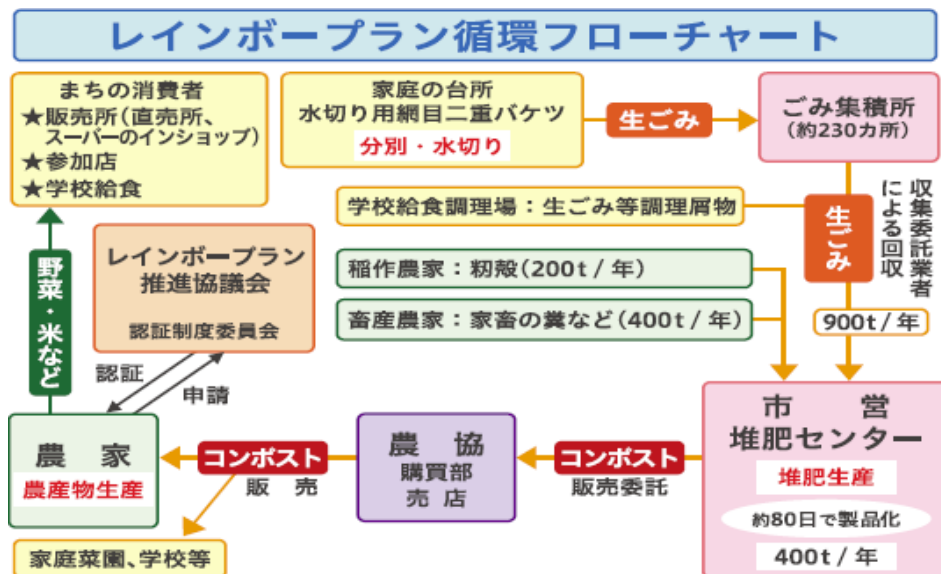 レインボープラン循環フローチャート
まちの消費者
★販売所(直売所、
スーパーのインショップ)
★参加店
★学校給食
家庭の台所
水切り用網目二重バケツ
分別・水切り
生ごみ
ごみ集積所
(約230カ所)
学校給食調理場:生ごみ等調理屑物
生ごみ
収集委託業者
による回収
稲作農家:籾殻(200t/年)
畜産農家:家畜の糞など(400t/年)
900t/年
レインボープラン
推進協議会
認証制度委員会
野菜・米など
認証
申請
農 家
農産物生産
コンポスト
販 売
農 協
購買部
売 店
コンポスト
販売委託
市 営
堆肥センター
堆肥生産
約80日で製品化
400t/年
家庭菜園、学校等